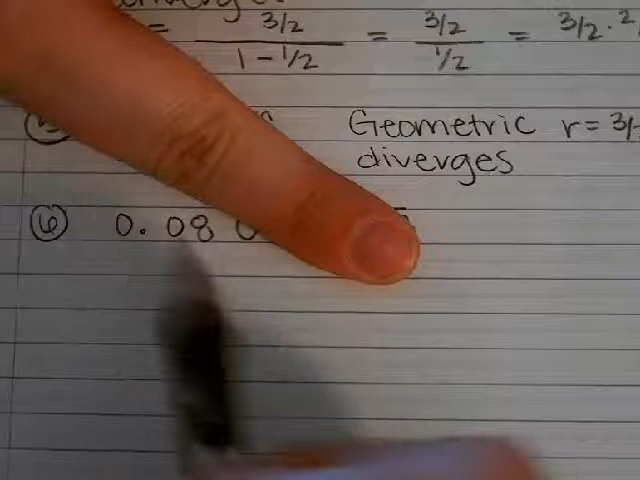 = 3/2 / 1 - 1/2 = 3/2 / 1/2 = 3/2 · 2
Geometric r = 3/
diverges
6 0.08